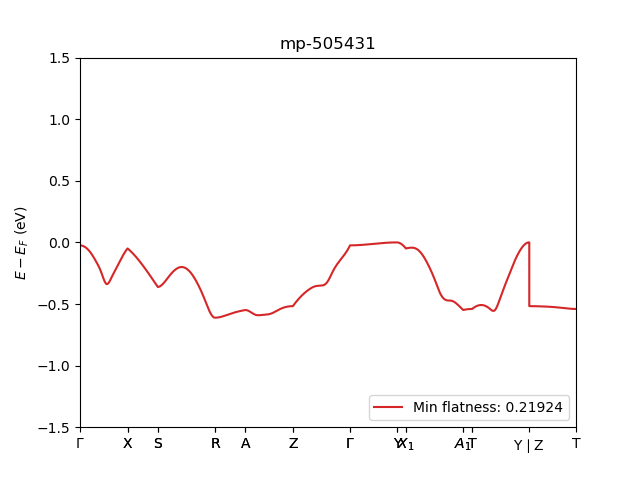 mp-505431
E − E_F (eV)
1.5
1.0
0.5
0.0
−0.5
−1.0
−1.5
Min flatness: 0.21924
Γ X S R A Z Γ Y X₁ A₁ T Y | Z T